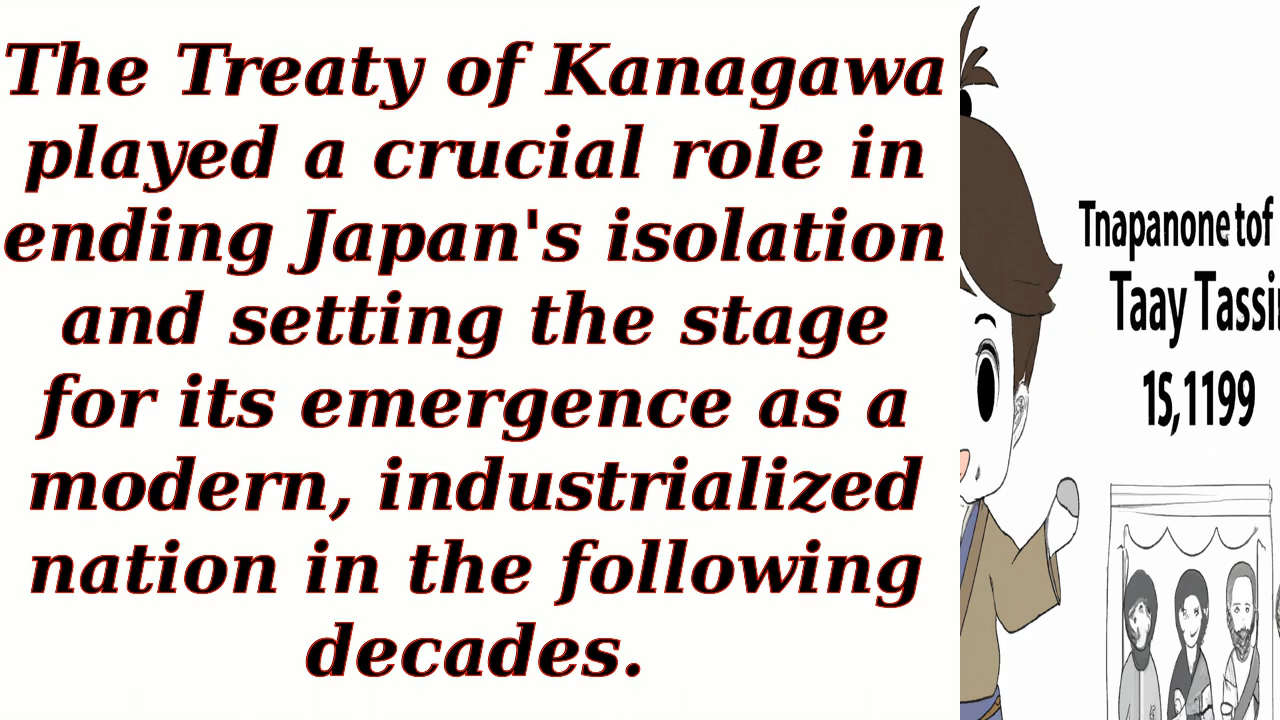 The Treaty of Kanagawa
played a crucial role in
ending Japan's isolation
and setting the stage
for its emergence as a
modern, industrialized
nation in the following
decades.
Tnapanone tof
Taay Tassi
1S, 1199